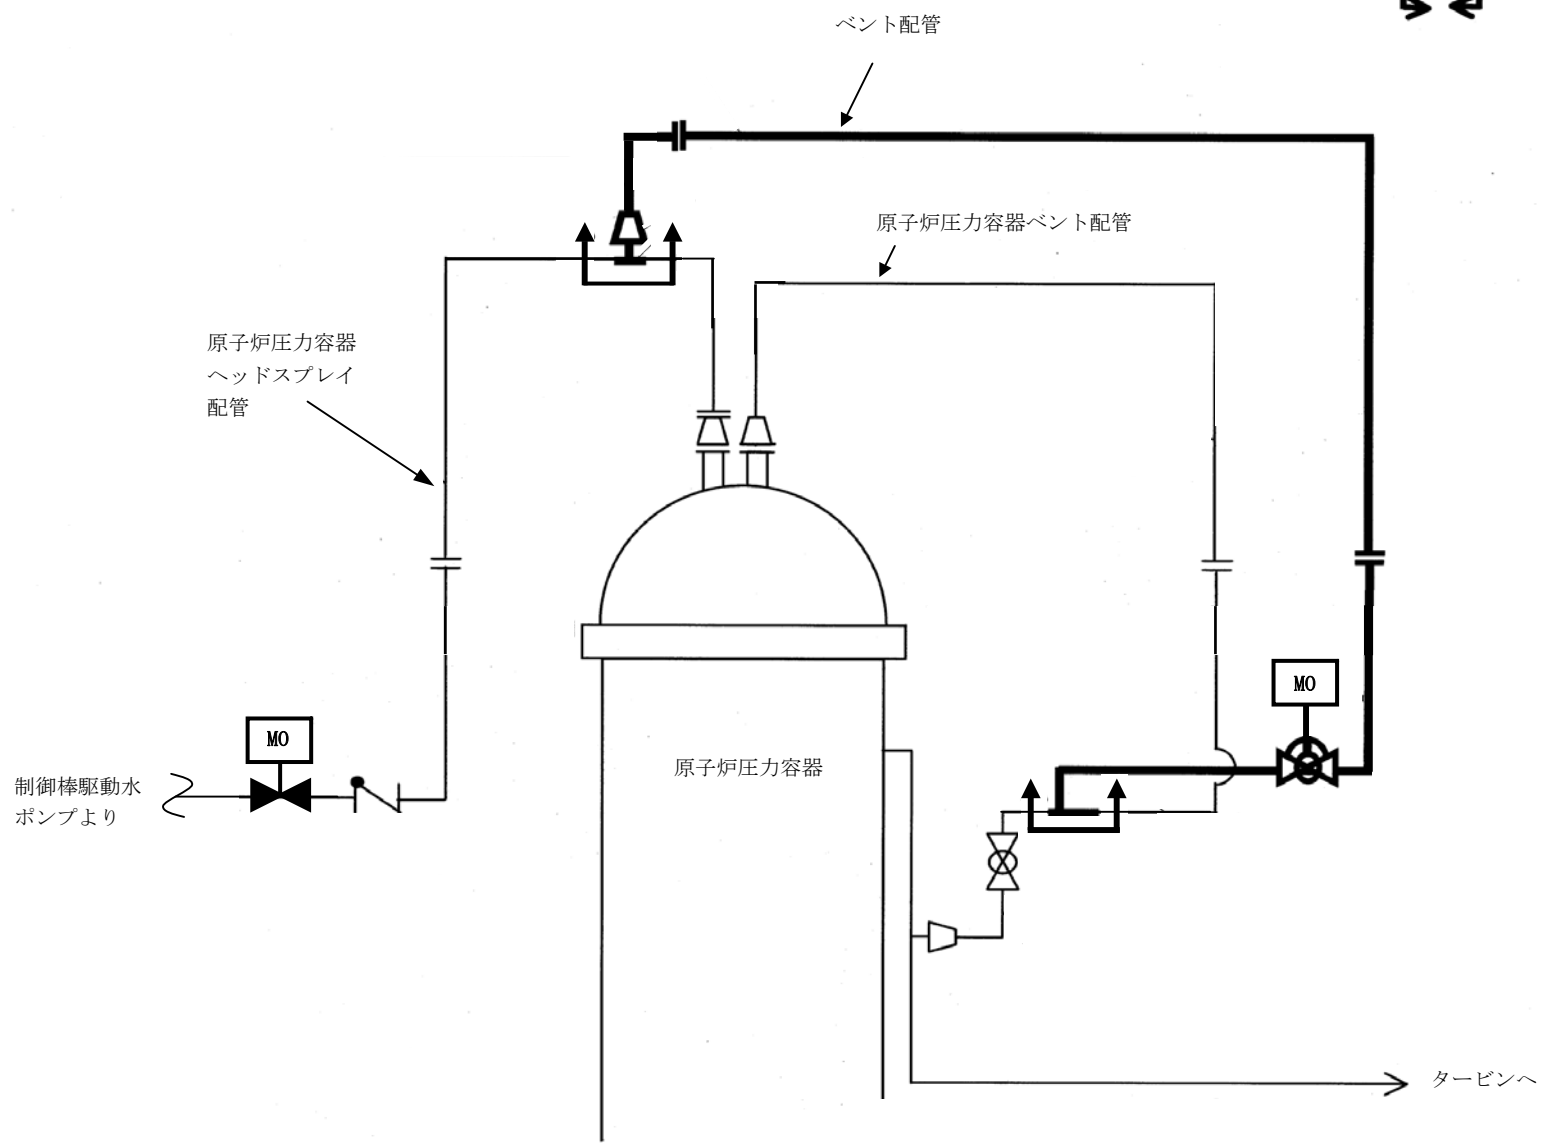 ベント配管
原子炉圧力容器ベント配管
原子炉圧力容器
ヘッドスプレイ
配管
MO
MO
原子炉圧力容器
制御棒駆動水
ポンプより
タービンへ